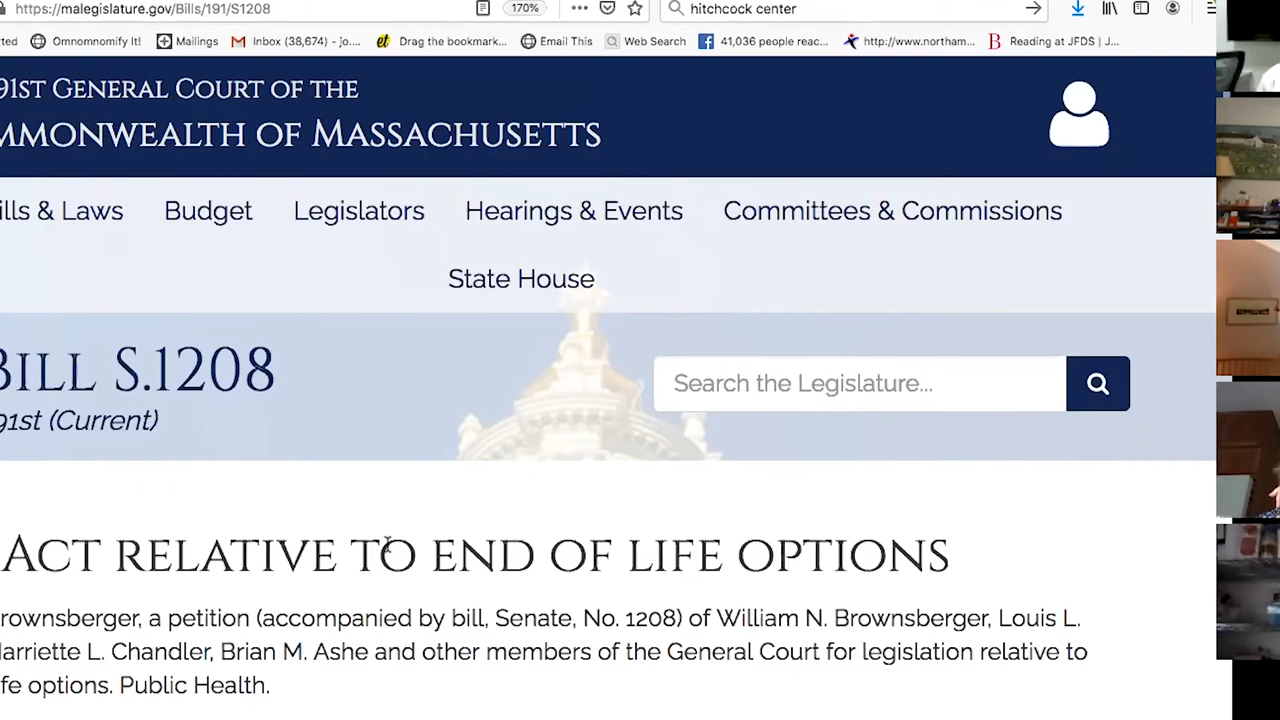 https://malegislature.gov/Bills/191/S1208 170% hitchcock center
rted Omnomnomify It! Mailings Inbox (38,674) - jo... Drag the bookmark... Email This Web Search 41,036 people reac... http://www.northam... Reading at JFDS | J...
91ST GENERAL COURT OF THE
MMONWEALTH OF MASSACHUSETTS
ills & Laws Budget Legislators Hearings & Events Committees & Commissions
State House
BILL S.1208
91st (Current)
Search the Legislature...
ACT RELATIVE TO END OF LIFE OPTIONS
rownsberger, a petition (accompanied by bill, Senate, No. 1208) of William N. Brownsberger, Louis L.
Harriette L. Chandler, Brian M. Ashe and other members of the General Court for legislation relative to
fe options. Public Health.